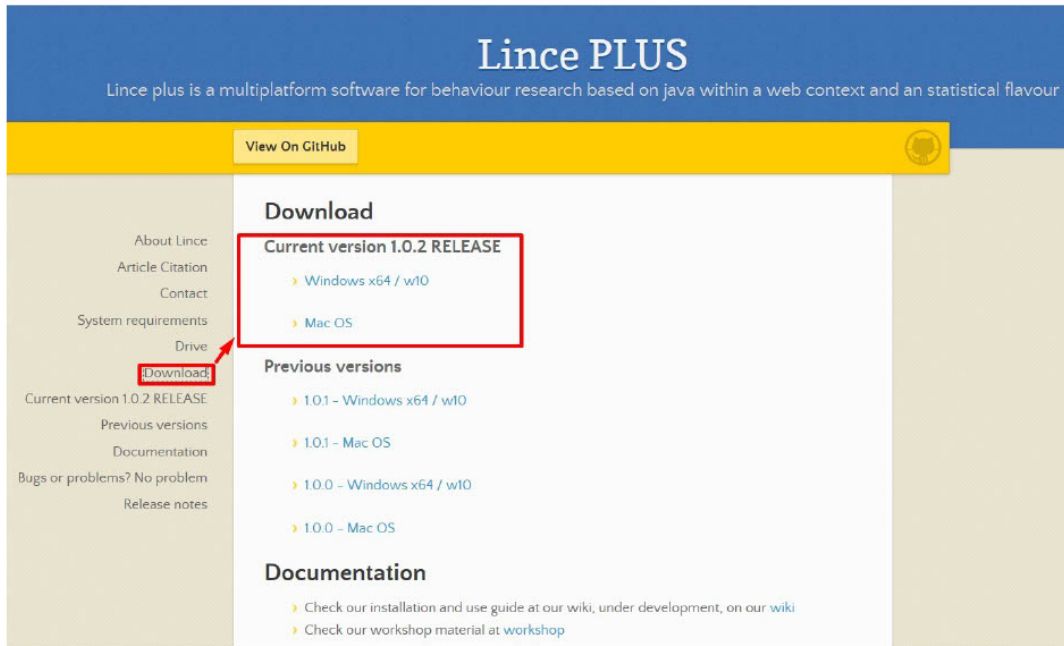 Lince PLUS
Lince plus is a multiplatform software for behaviour research based on java within a web context and an statistical flavour
View On GitHub
About Lince
Article Citation
Contact
System requirements
Drive
Download
Current version 1.0.2 RELEASE
Previous versions
Documentation
Bugs or problems? No problem
Release notes
Download
Current version 1.0.2 RELEASE
Windows x64 / w10
Mac OS
Previous versions
1.0.1 - Windows x64 / w10
1.0.1 - Mac OS
1.0.0 - Windows x64 / w10
1.0.0 - Mac OS
Documentation
Check our installation and use guide at our wiki, under development, on our wiki
Check our workshop material at workshop